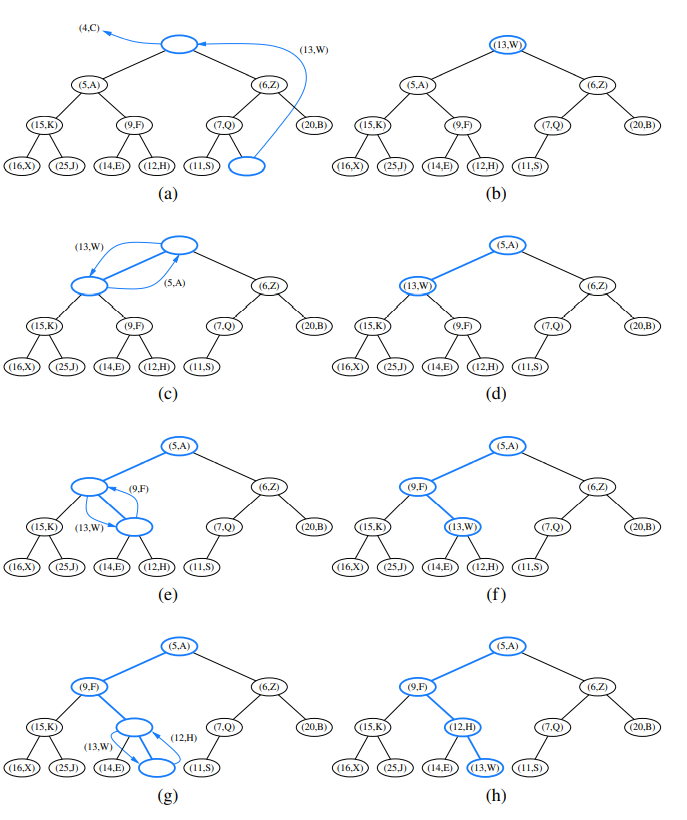 (4,C)
(13,W)
(5,A) (6,Z)
(15,K) (9,F) (7,Q) (20,B)
(16,X) (25,J) (14,E) (12,H) (11,S)
(a)
(13,W)
(5,A) (6,Z)
(15,K) (9,F) (7,Q) (20,B)
(16,X) (25,J) (14,E) (12,H) (11,S)
(b)
(13,W)
(5,A) (6,Z)
(15,K) (9,F) (7,Q) (20,B)
(16,X) (25,J) (14,E) (12,H) (11,S)
(c)
(5,A)
(13,W) (6,Z)
(15,K) (9,F) (7,Q) (20,B)
(16,X) (25,J) (14,E) (12,H) (11,S)
(d)
(5,A)
(9,F) (6,Z)
(15,K) (13,W) (7,Q) (20,B)
(16,X) (25,J) (14,E) (12,H) (11,S)
(e)
(5,A)
(9,F) (6,Z)
(15,K) (13,W) (7,Q) (20,B)
(16,X) (25,J) (14,E) (12,H) (11,S)
(f)
(5,A)
(9,F) (6,Z)
(15,K) (7,Q) (20,B)
(13,W) (12,H)
(16,X) (25,J) (14,E) (11,S)
(g)
(5,A)
(9,F) (6,Z)
(15,K) (12,H) (7,Q) (20,B)
(16,X) (25,J) (14,E) (13,W) (11,S)
(h)